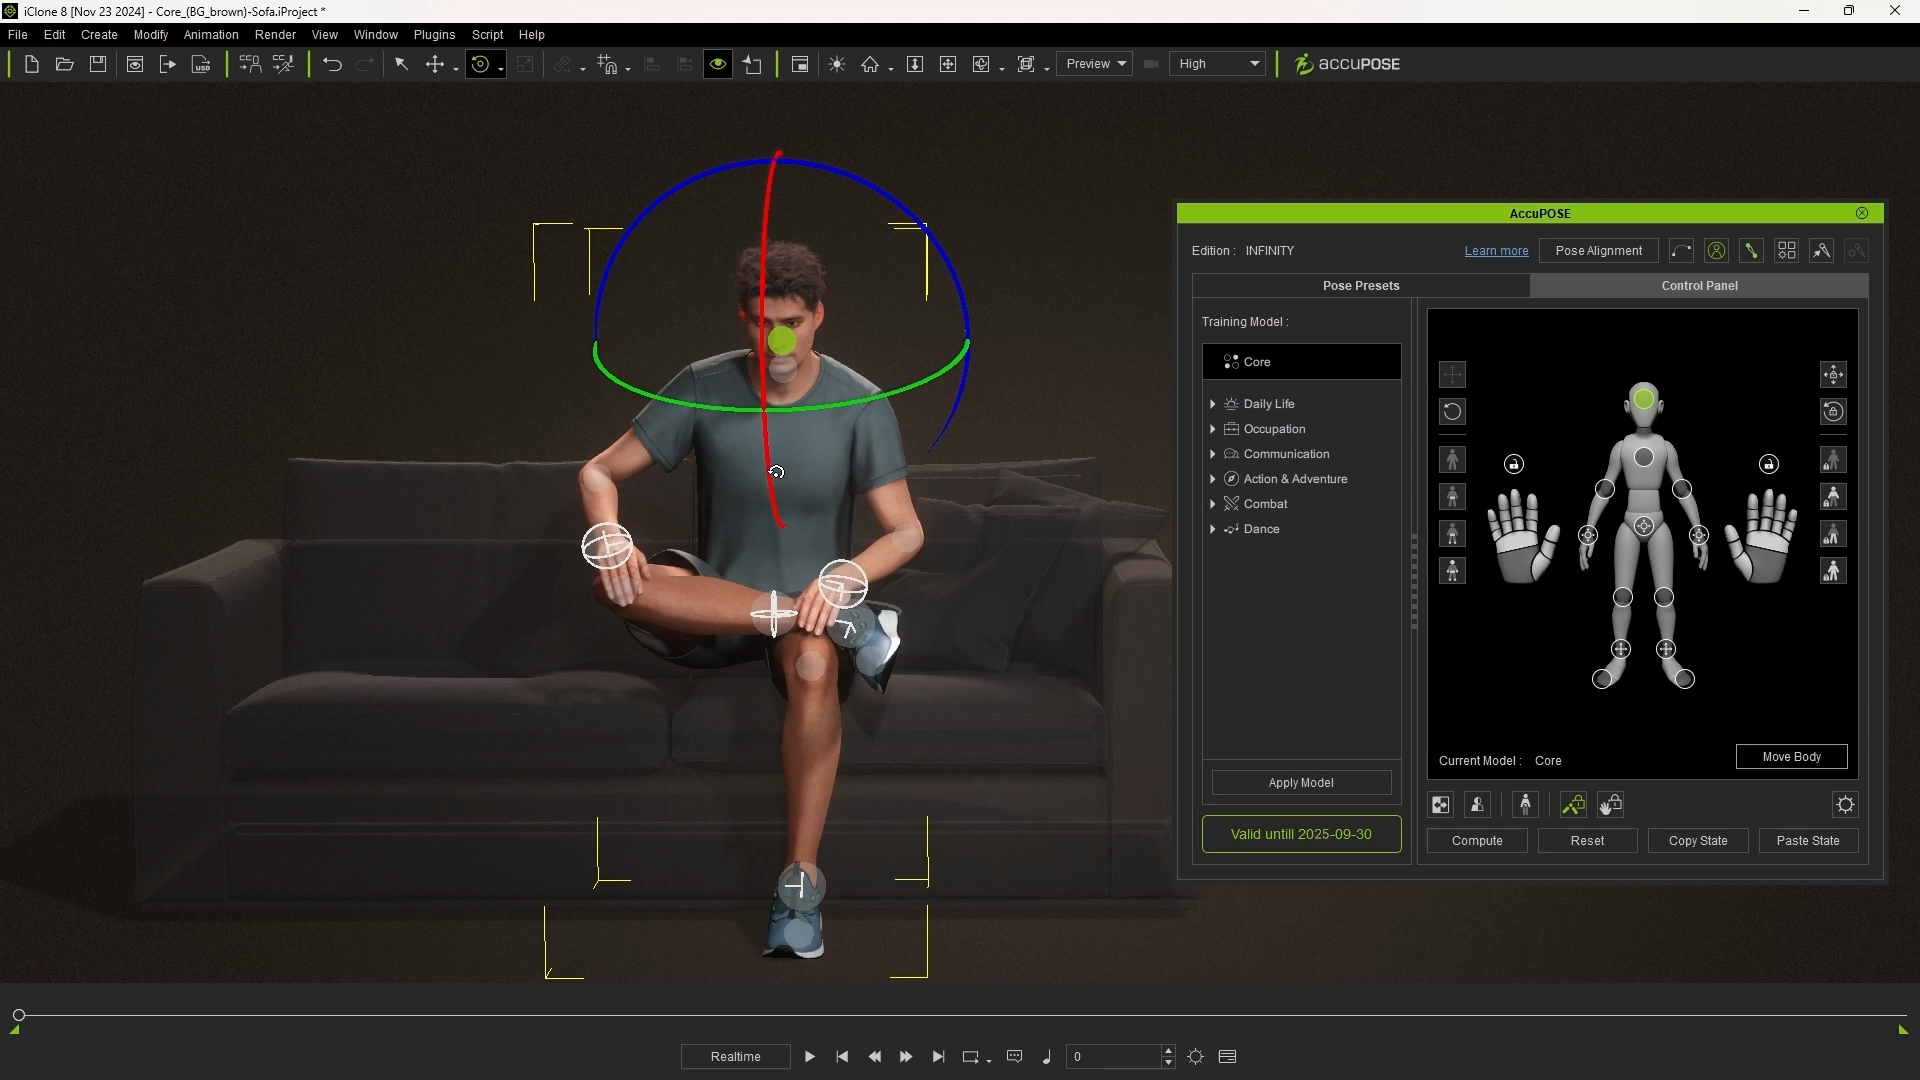 iClone 8 [Nov 23 2024] - Core_(BG_brown)-Sofa.iProject *
File Edit Create Modify Animation Render View Window Plugins Script Help
USD Preview High ACCUPOSE
AccuPOSE
Edition : INFINITY Learn more Pose Alignment
Pose Presets Control Panel
Training Model :
Core
Daily Life
Occupation
Communication
Action & Adventure
Combat
Dance
Apply Model
Valid untill 2025-09-30
Current Model : Core Move Body
Compute Reset Copy State Paste State
Realtime 0